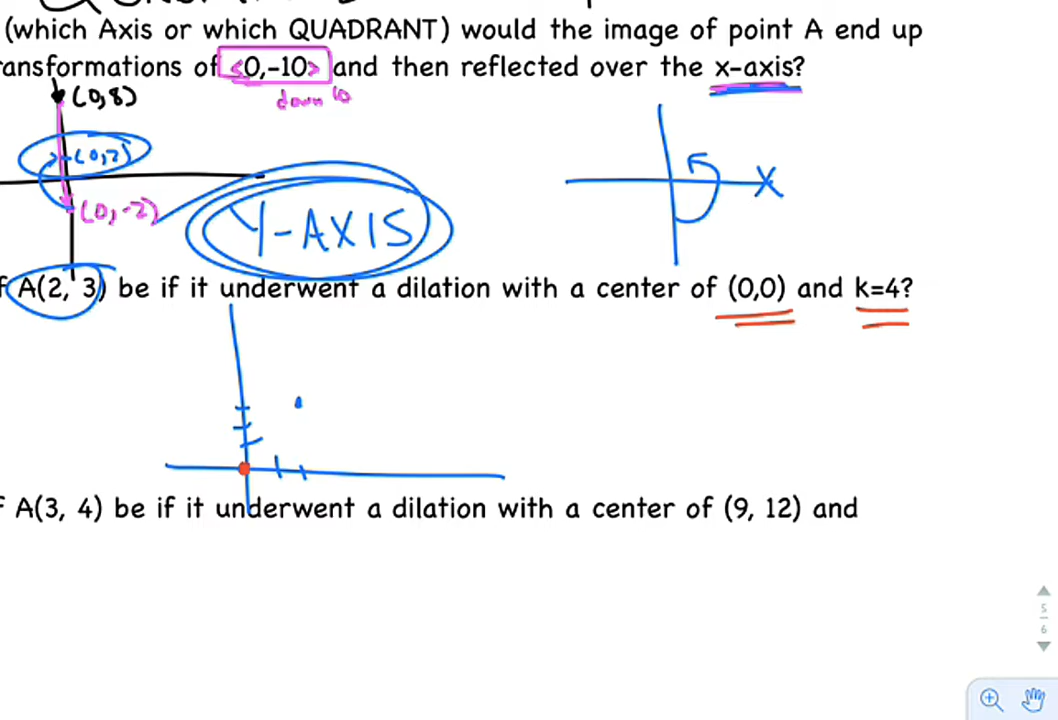 (which Axis or which QUADRANT) would the image of point A end up
ansformations of <0,-10> and then reflected over the x-axis?
(0,8)
down 10
(0,2)
X
(0,-2)
Y-AXIS
f A(2, 3) be if it underwent a dilation with a center of (0,0) and k=4?
f A(3, 4) be if it underwent a dilation with a center of (9, 12) and
5
6